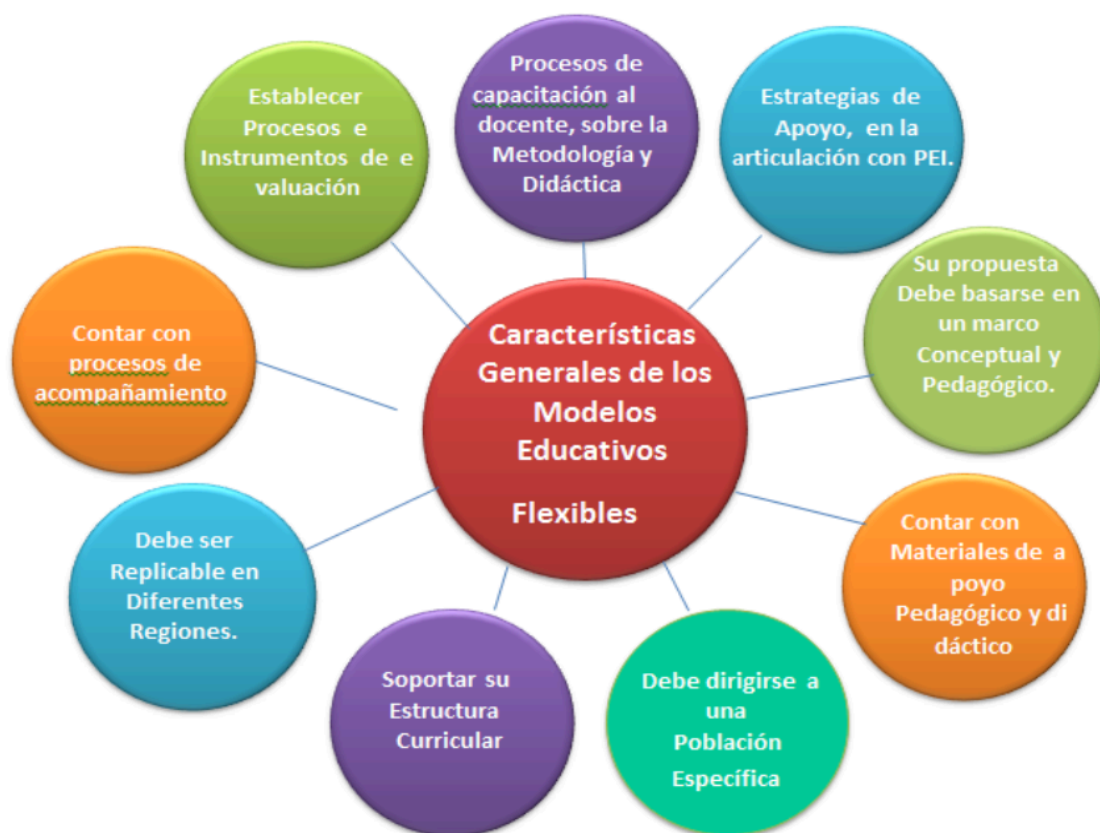 Establecer
Procesos e
Instrumentos de e
valuación
Procesos de
capacitación al
docente, sobre la
Metodología y
Didáctica
Estrategias de
Apoyo, en la
articulación con PEI.
Su propuesta
Debe basarse en
un marco
Conceptual y
Pedagógico.
Contar con
procesos de
acompañamiento
Carácterísticas
Generales de los
Modelos
Educativos
Flexibles
Contar con
Materiales de a
poyo
Pedagógico y di
dáctico
Debe ser
Replicable en
Diferentes
Regiones.
Soportar su
Estructura
Curricular
Debe dirigirse a
una
Población
Específica